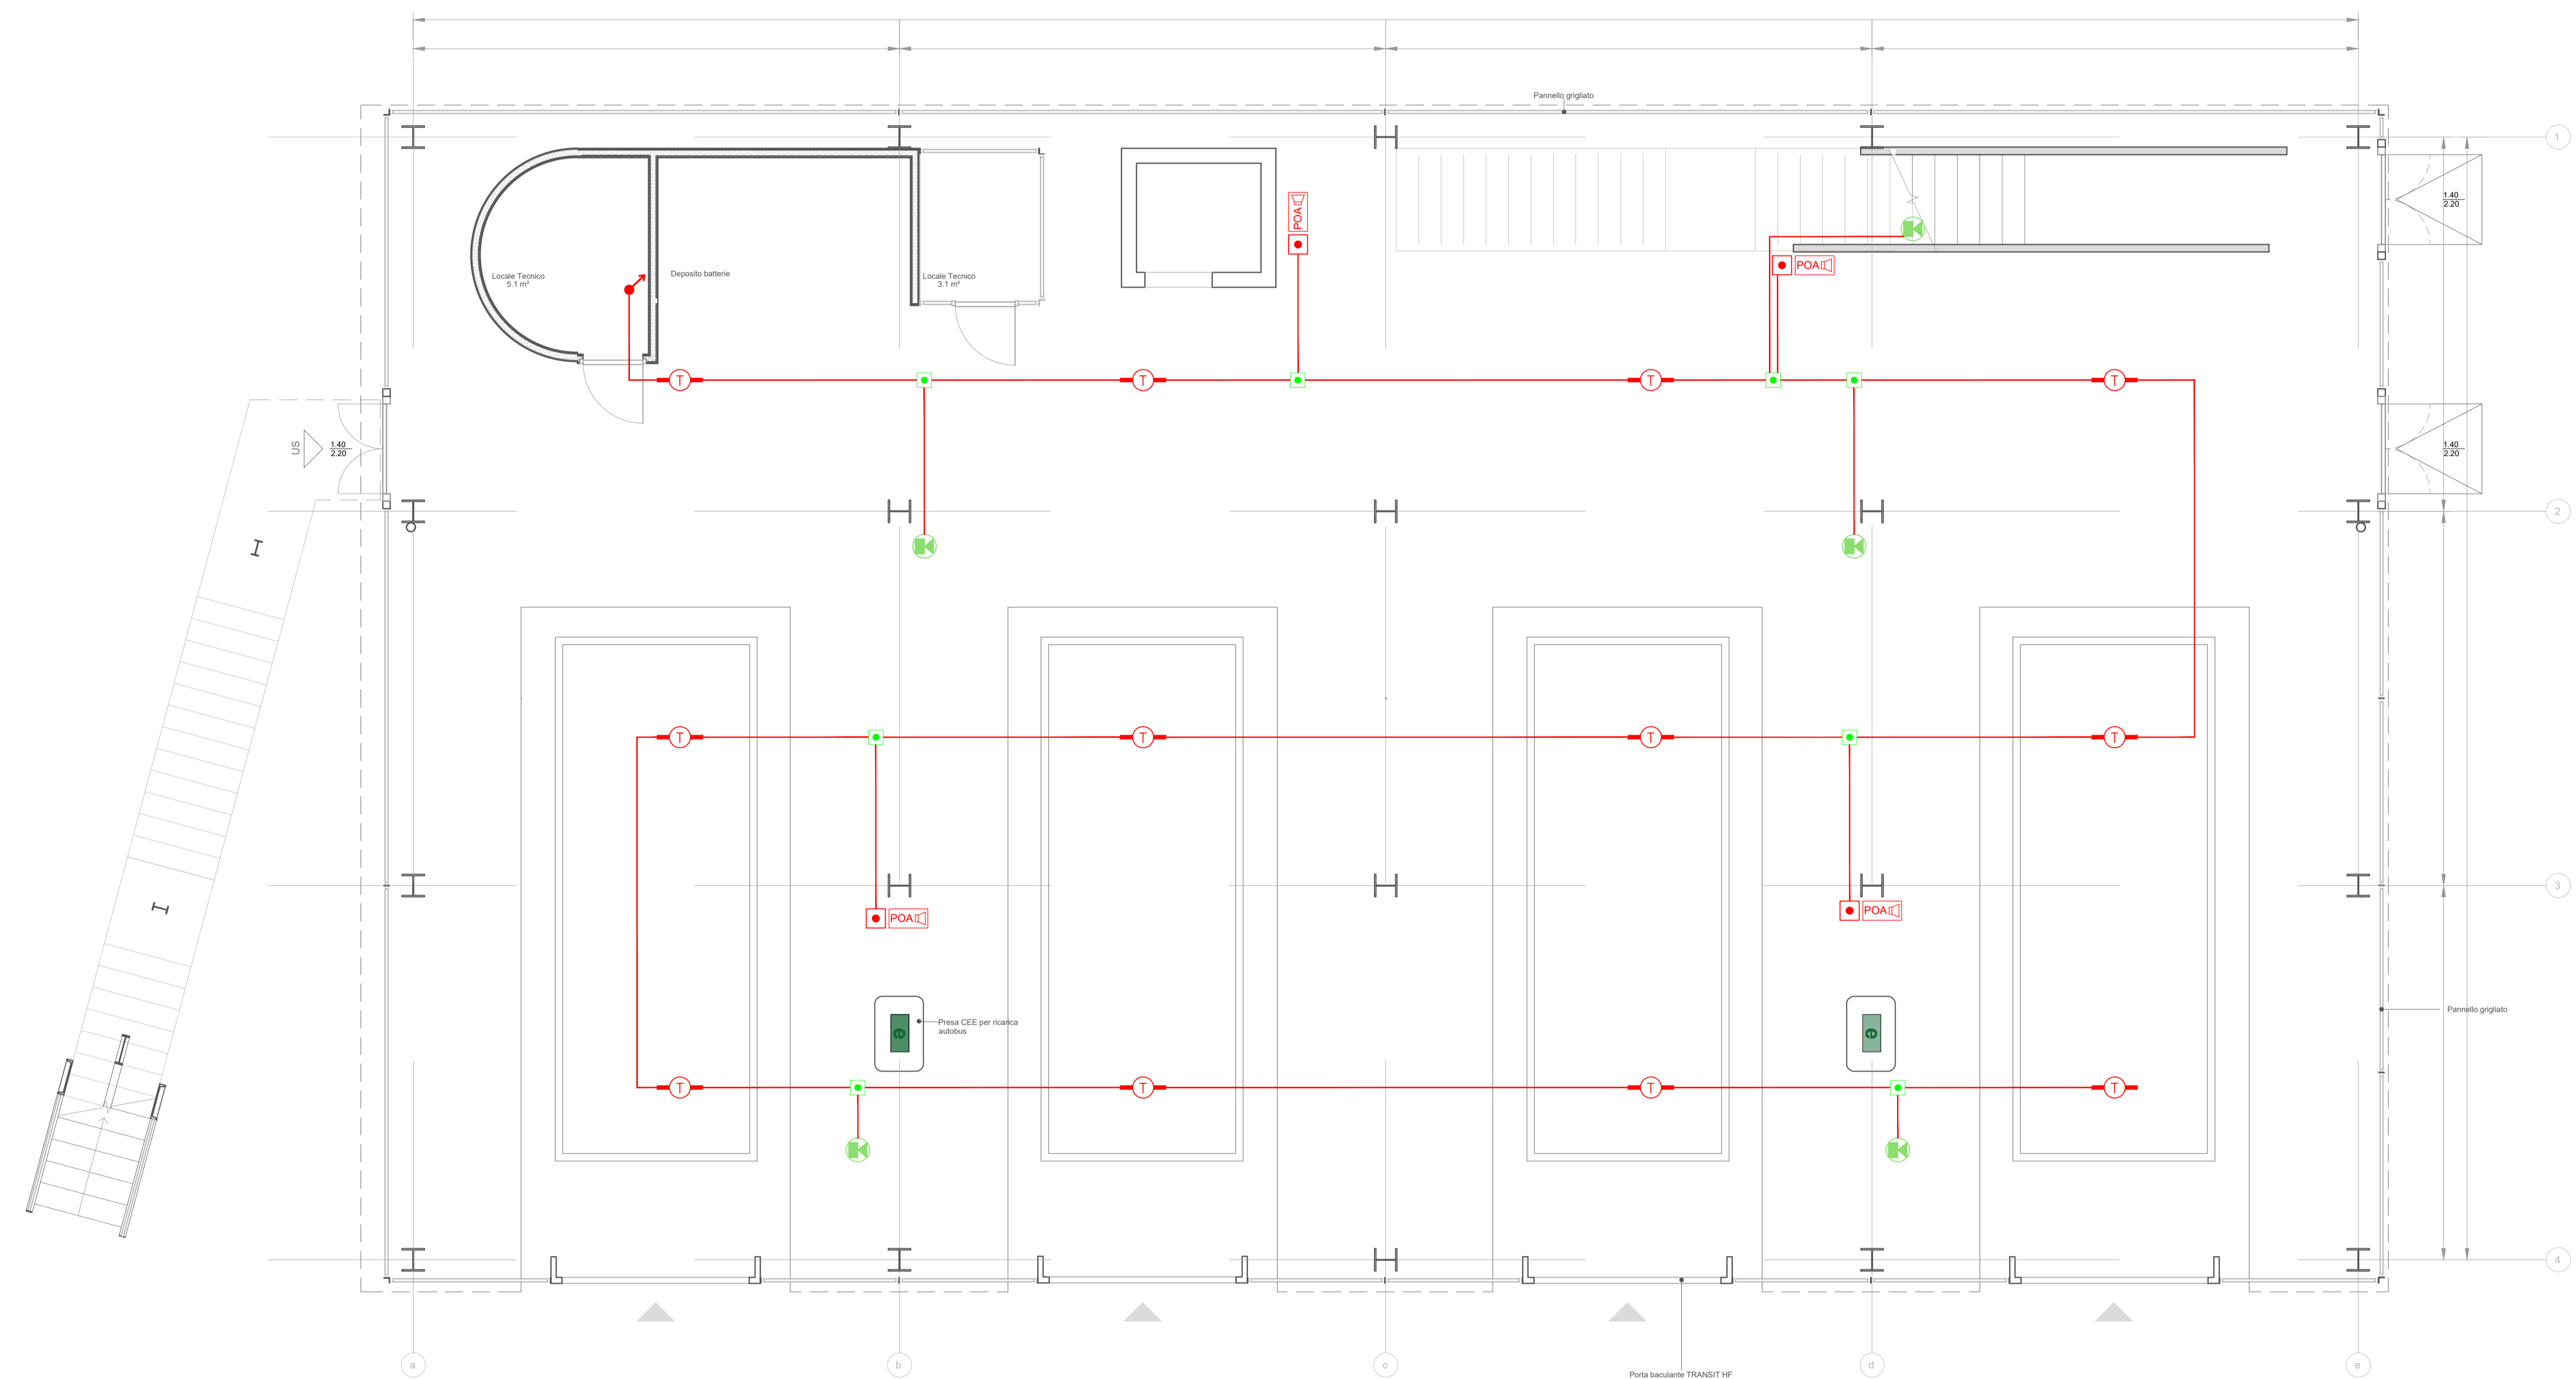 Pannello grigliato
1
POA
1.40
2.20
Locale Tecnico
5.1 m²
Deposito batterie
Locale Tecnico
3.1 m²
POA
T
T
T
T
US
1.40
2.20
1.40
2.20
2
T
T
T
T
3
POA
POA
Presa CEE per ricarica
autobus
e
e
Pannello grigliato
T
T
T
T
4
a
b
c
d
e
Porta baculante TRANSIT HF